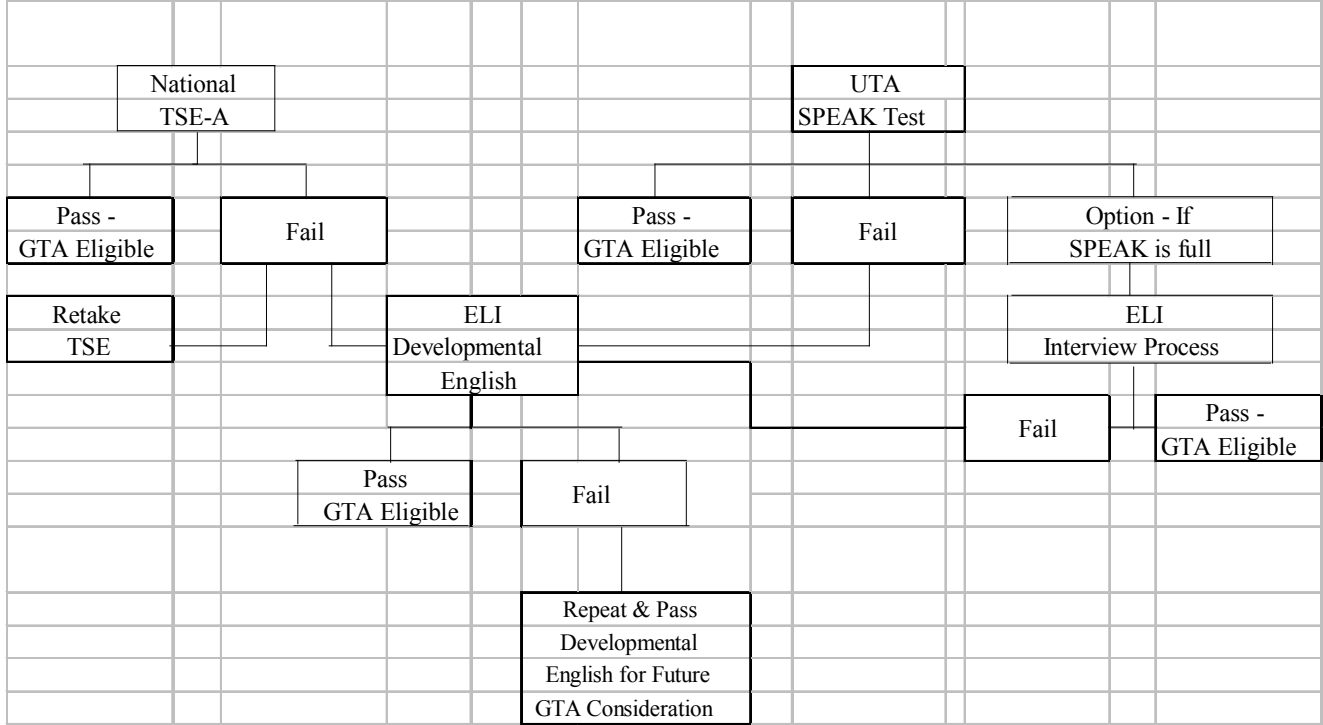 National
TSE-A
UTA
SPEAK Test
Pass -
GTA Eligible
Fail
Pass -
GTA Eligible
Fail
Option - If
SPEAK is full
Retake
TSE
ELI
Developmental
English
ELI
Interview Process
Fail
Pass -
GTA Eligible
Pass
GTA Eligible
Fail
Repeat & Pass
Developmental
English for Future
GTA Consideration